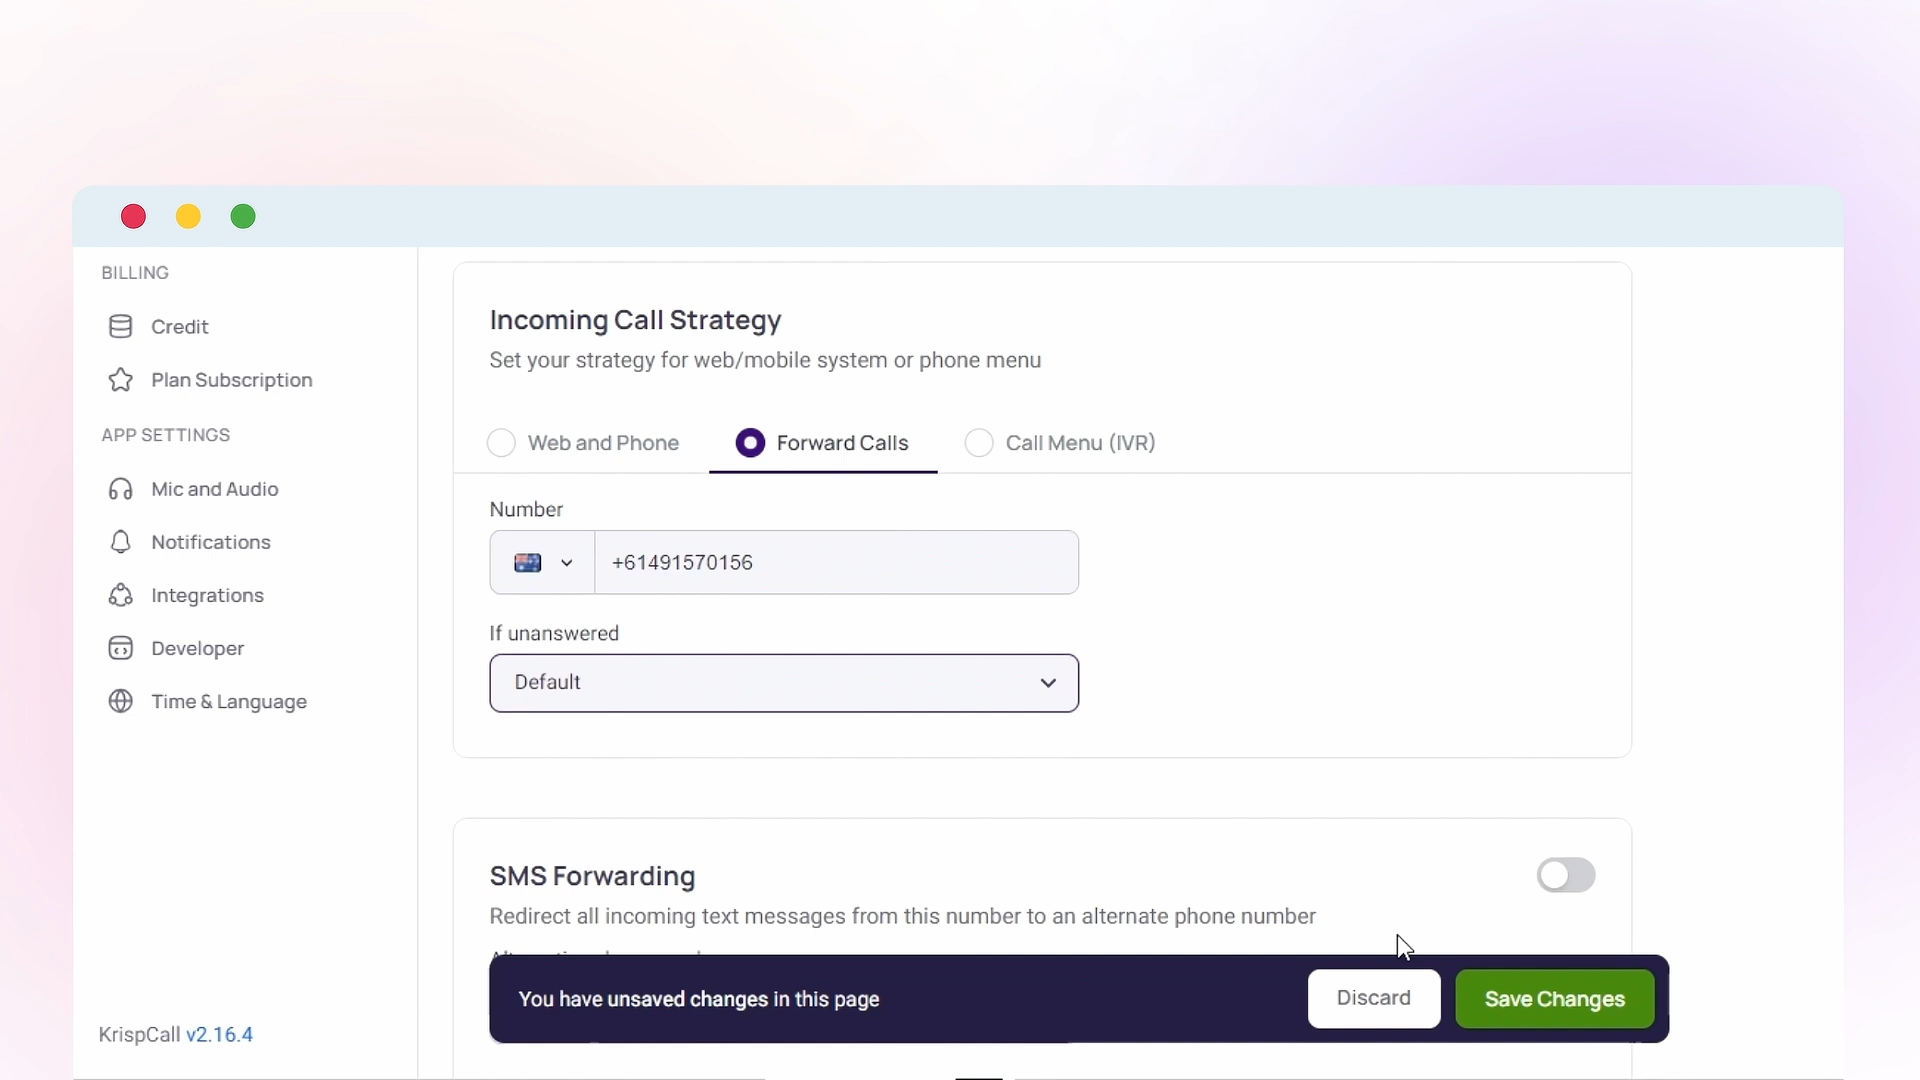 BILLING
Credit
Plan Subscription
APP SETTINGS
Mic and Audio
Notifications
Integrations
Developer
Time & Language
KrispCall v2.16.4
Incoming Call Strategy
Set your strategy for web/mobile system or phone menu
Web and Phone
Forward Calls
Call Menu (IVR)
Number
+61491570156
If unanswered
Default
SMS Forwarding
Redirect all incoming text messages from this number to an alternate phone number
You have unsaved changes in this page
Discard
Save Changes